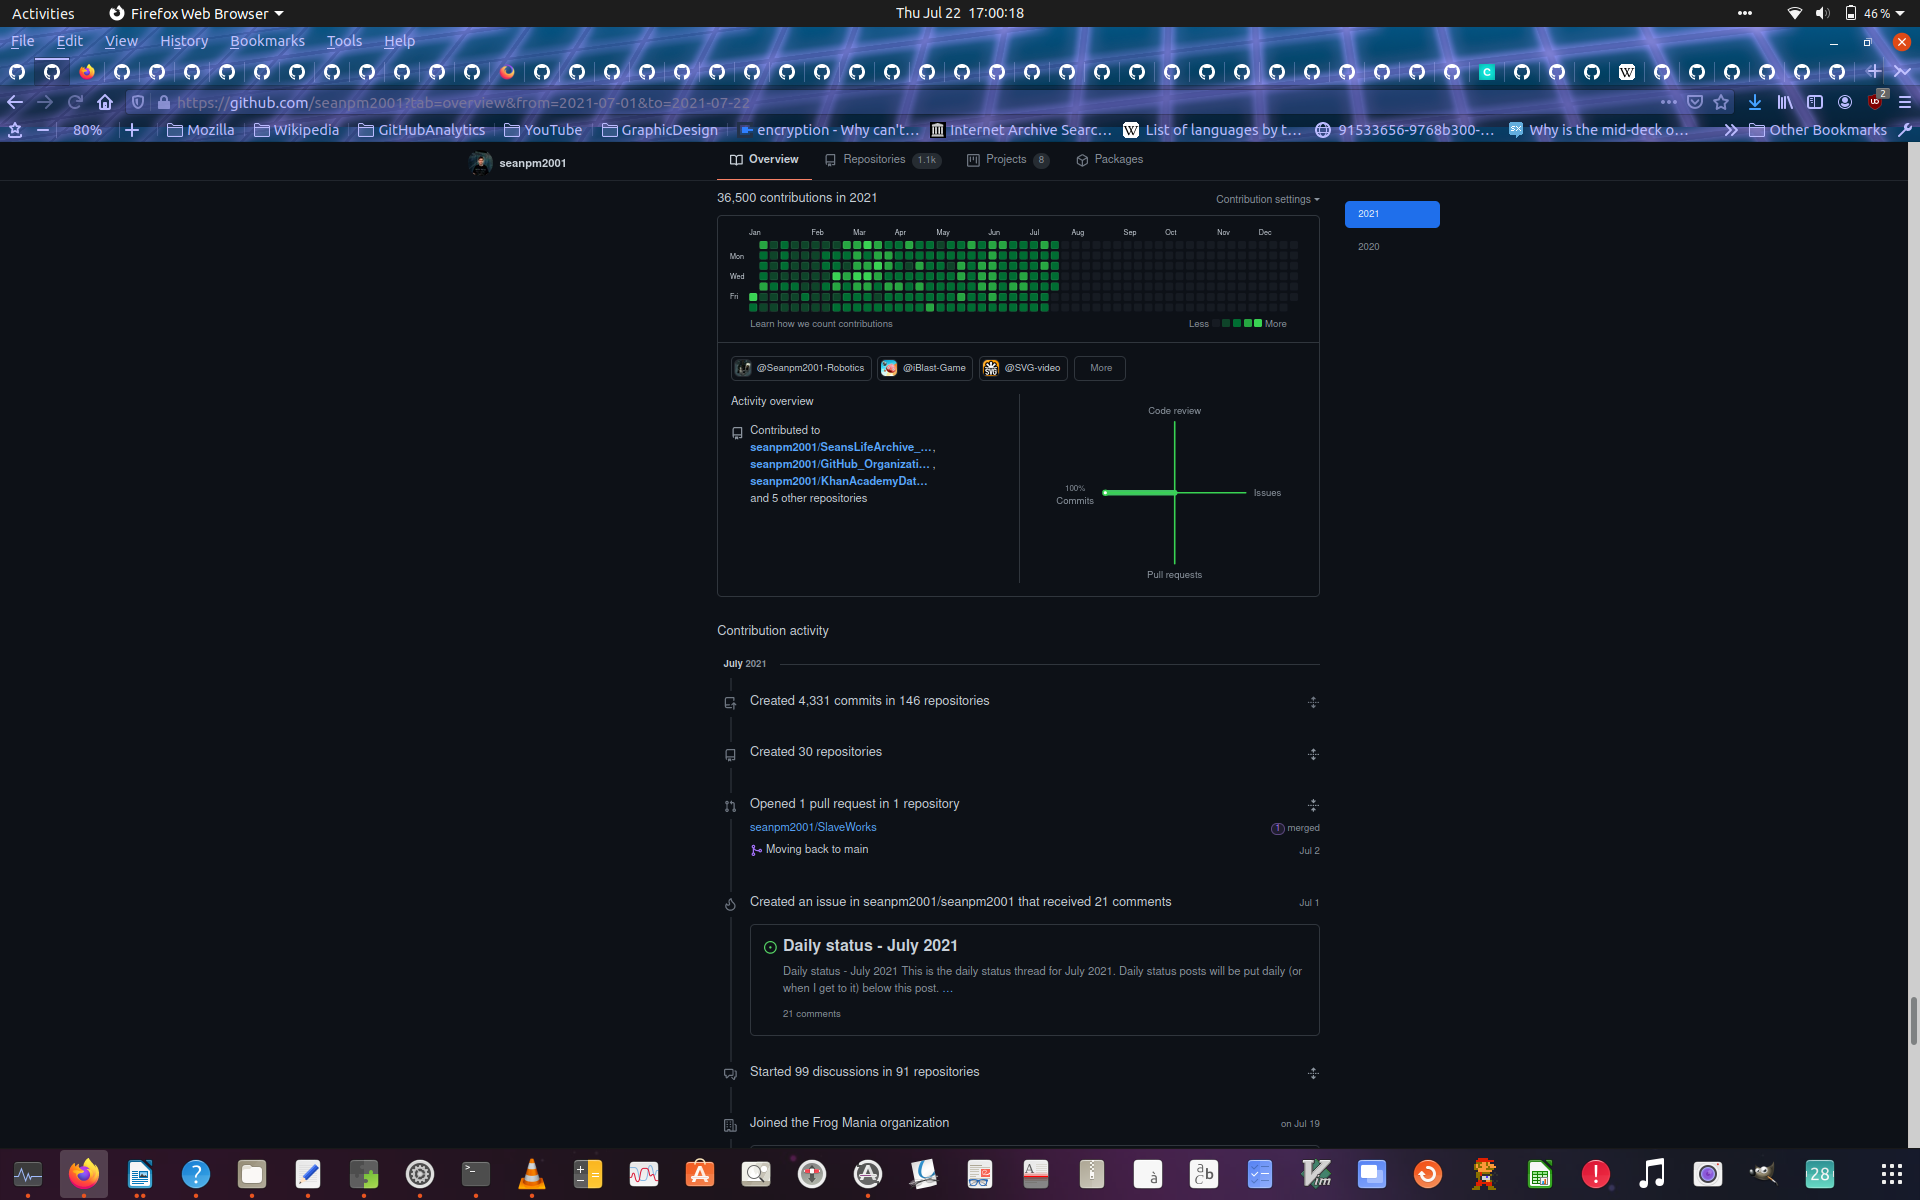 Activities
Firefox Web Browser
Thu Jul 22 17:00:18
46 %
File Edit View History Bookmarks Tools Help
https://github.com/seanpm2001?tab=overview&from=2021-07-01&to=2021-07-22
2
80%
Mozilla
Wikipedia
GitHubAnalytics
YouTube
GraphicDesign
encryption - Why can't…
Internet Archive Searc…
List of languages by t…
91533656-9768b300-…
Why is the mid-deck o…
Other Bookmarks
seanpm2001
Overview
Repositories 1.1k
Projects 8
Packages
36,500 contributions in 2021
Contribution settings
2021
2020
Jan Feb Mar Apr May Jun Jul Aug Sep Oct Nov Dec
Mon
Wed
Fri
Learn how we count contributions
Less
More
@Seanpm2001-Robotics
@iBlast-Game
@SVG-video
More
Activity overview
Contributed to
seanpm2001/SeansLifeArchive_… ,
seanpm2001/GitHub_Organizati… ,
seanpm2001/KhanAcademyDat…
and 5 other repositories
Code review
100%
Commits
Issues
Pull requests
Contribution activity
July 2021
Created 4,331 commits in 146 repositories
Created 30 repositories
Opened 1 pull request in 1 repository
seanpm2001/SlaveWorks
1 merged
Moving back to main
Jul 2
Created an issue in seanpm2001/seanpm2001 that received 21 comments
Jul 1
Daily status - July 2021
Daily status - July 2021 This is the daily status thread for July 2021. Daily status posts will be put daily (or
when I get to it) below this post. …
21 comments
Started 99 discussions in 91 repositories
Joined the Frog Mania organization
on Jul 19
28